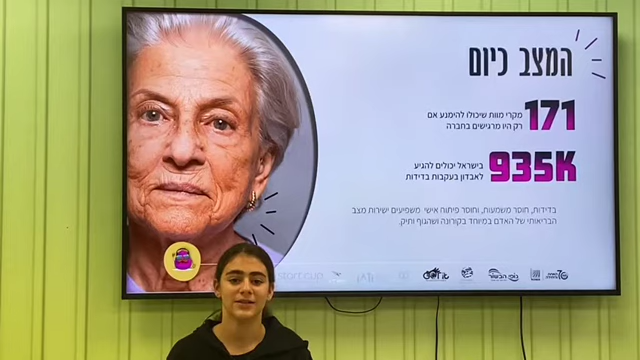 המצב כיום
171
מקרי מוות שיכולו להימנע אם
רק היו מרגישים בחברה
935K
בישראל יכולים להגיע
לאבדון בעקבות בדידות
בדידות, חוסר משמעות, וחוסר פיתוח אישי משפיעים ישירות מצב
הבריאותי של האדם במיוחד בקורונה ושהגוף ותיק.